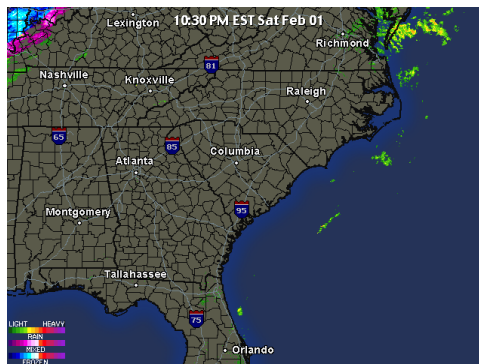 10:30 PM EST Sat Feb 01
Lexington
Richmond
81
Nashville
Knoxville
Raleigh
65
85
Atlanta
Columbia
95
Montgomery
Tallahassee
75
Orlando
LIGHT HEAVY
RAIN
MIXED
FROZEN